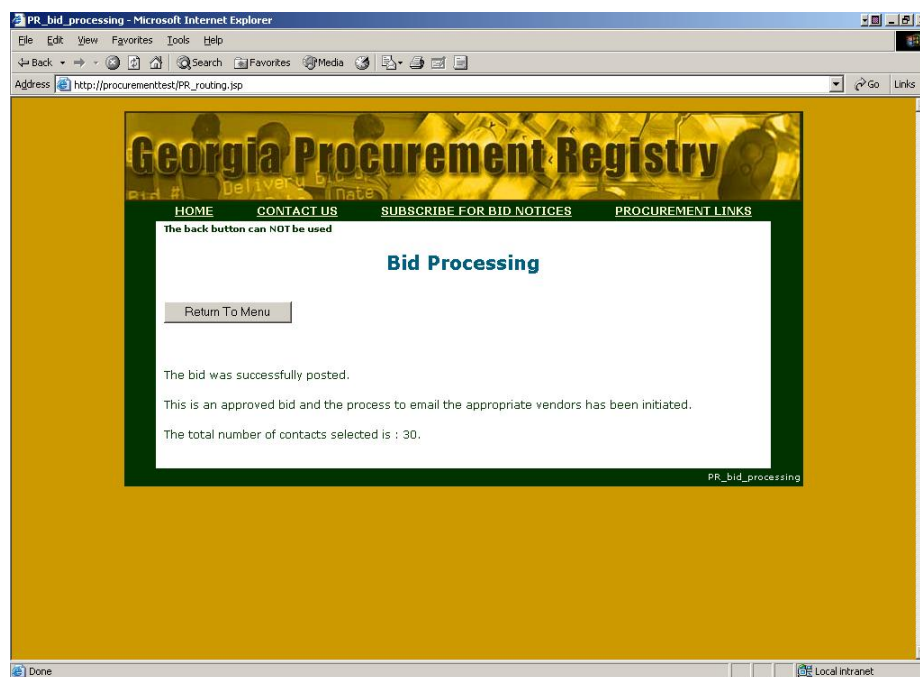 PR_bid_processing - Microsoft Internet Explorer
File Edit View Favorites Tools Help
Back Search Favorites Media
Address http://procurementtest/PR_routing.jsp Go Links
Georgia Procurement Registry
Bid # Delivery Date
HOME CONTACT US SUBSCRIBE FOR BID NOTICES PROCUREMENT LINKS
The back button can NOT be used
Bid Processing
Return To Menu
The bid was successfully posted.
This is an approved bid and the process to email the appropriate vendors has been initiated.
The total number of contacts selected is : 30.
PR_bid_processing
Done Local intranet